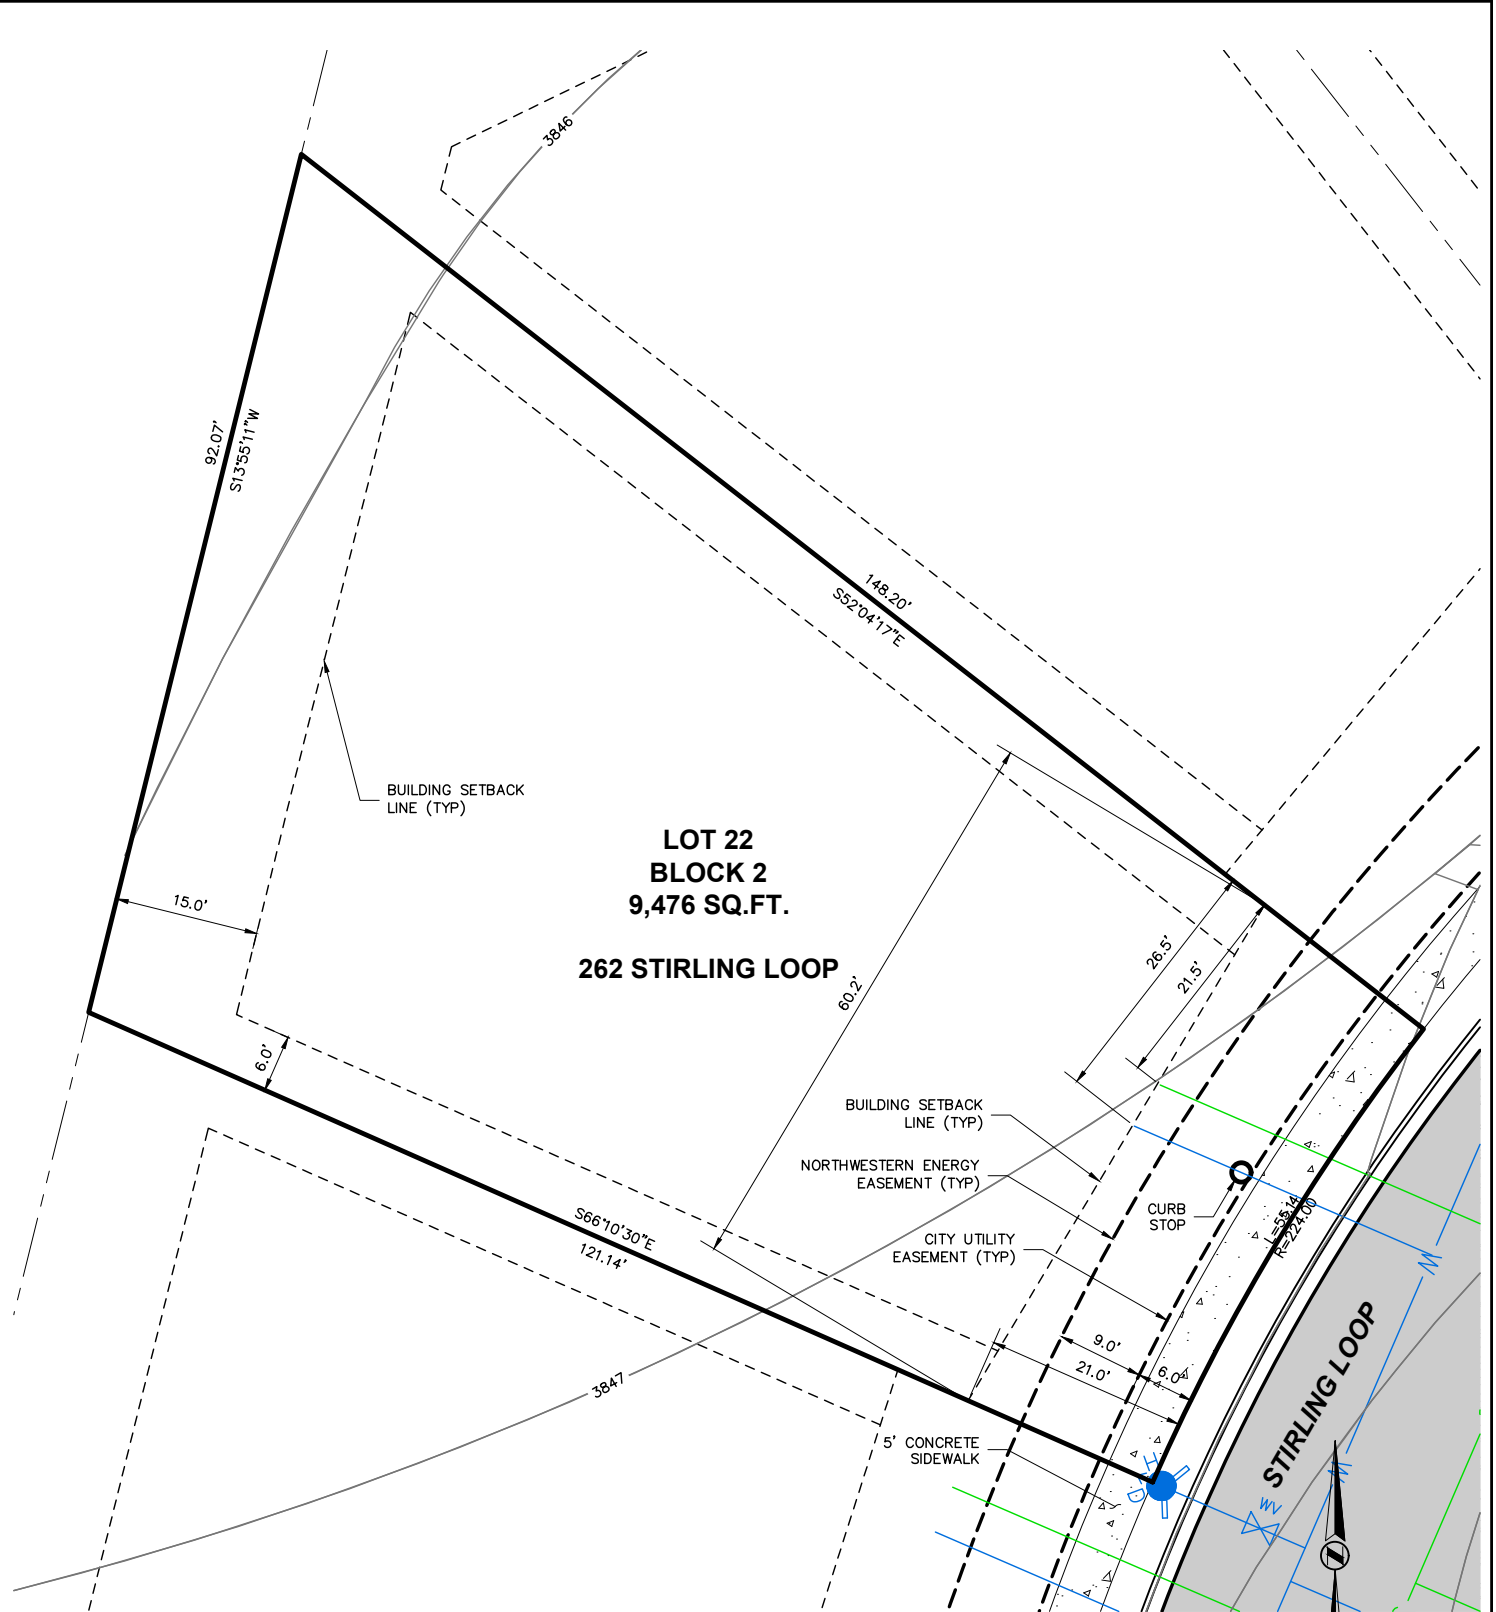 3846
92.07'
S13°55'11"W
148.20'
S52°04'17"E
BUILDING SETBACK
LINE (TYP)
LOT 22
BLOCK 2
9,476 SQ.FT.
262 STIRLING LOOP
15.0'
6.0'
60.2'
26.5'
21.5'
BUILDING SETBACK
LINE (TYP)
NORTHWESTERN ENERGY
EASEMENT (TYP)
CURB
STOP
CITY UTILITY
EASEMENT (TYP)
L=55.14
R=224.00
S66°10'30"E
121.14'
9.0'
21.0'
6.0'
3847
5' CONCRETE
SIDEWALK
STIRLING LOOP
W
W
HYD
WV